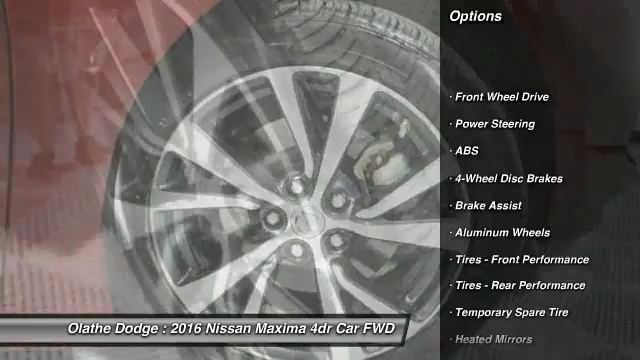 Options
· Front Wheel Drive
· Power Steering
· ABS
· 4-Wheel Disc Brakes
· Brake Assist
· Aluminum Wheels
· Tires - Front Performance
· Tires - Rear Performance
· Temporary Spare Tire
· Heated Mirrors
Olathe Dodge : 2016 Nissan Maxima 4dr Car FWD